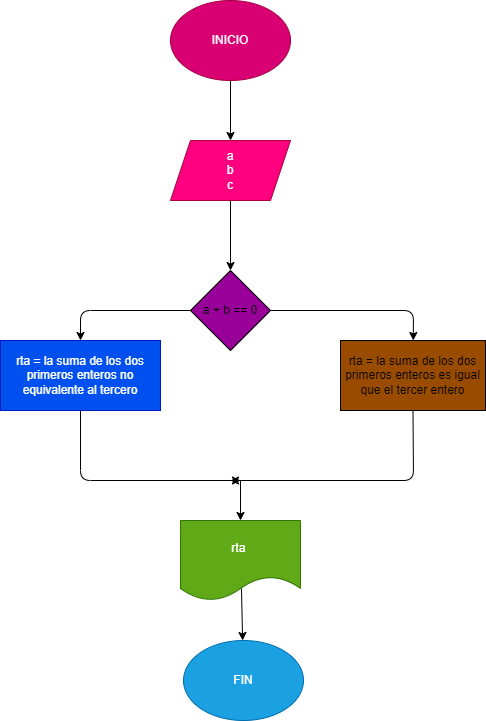 INICIO
a
b
c
a + b == 0
rta = la suma de los dos
primeros enteros no
equivalente al tercero
rta = la suma de los dos
primeros enteros es igual
que el tercer entero
rta
FIN